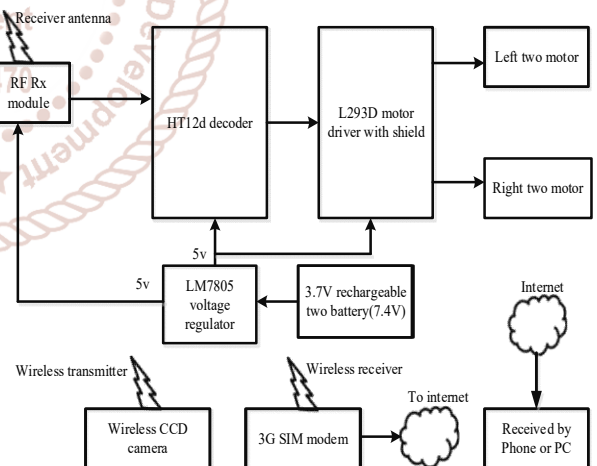 Receiver antenna
RF Rx
module
HT12d decoder
L293D motor
driver with shield
Left two motor
Right two motor
5v
5v
LM7805
voltage
regulator
3.7V rechargeable
two battery(7.4V)
Internet
Wireless transmitter
Wireless receiver
To internet
Wireless CCD
camera
3G SIM modem
Received by
Phone or PC
Development